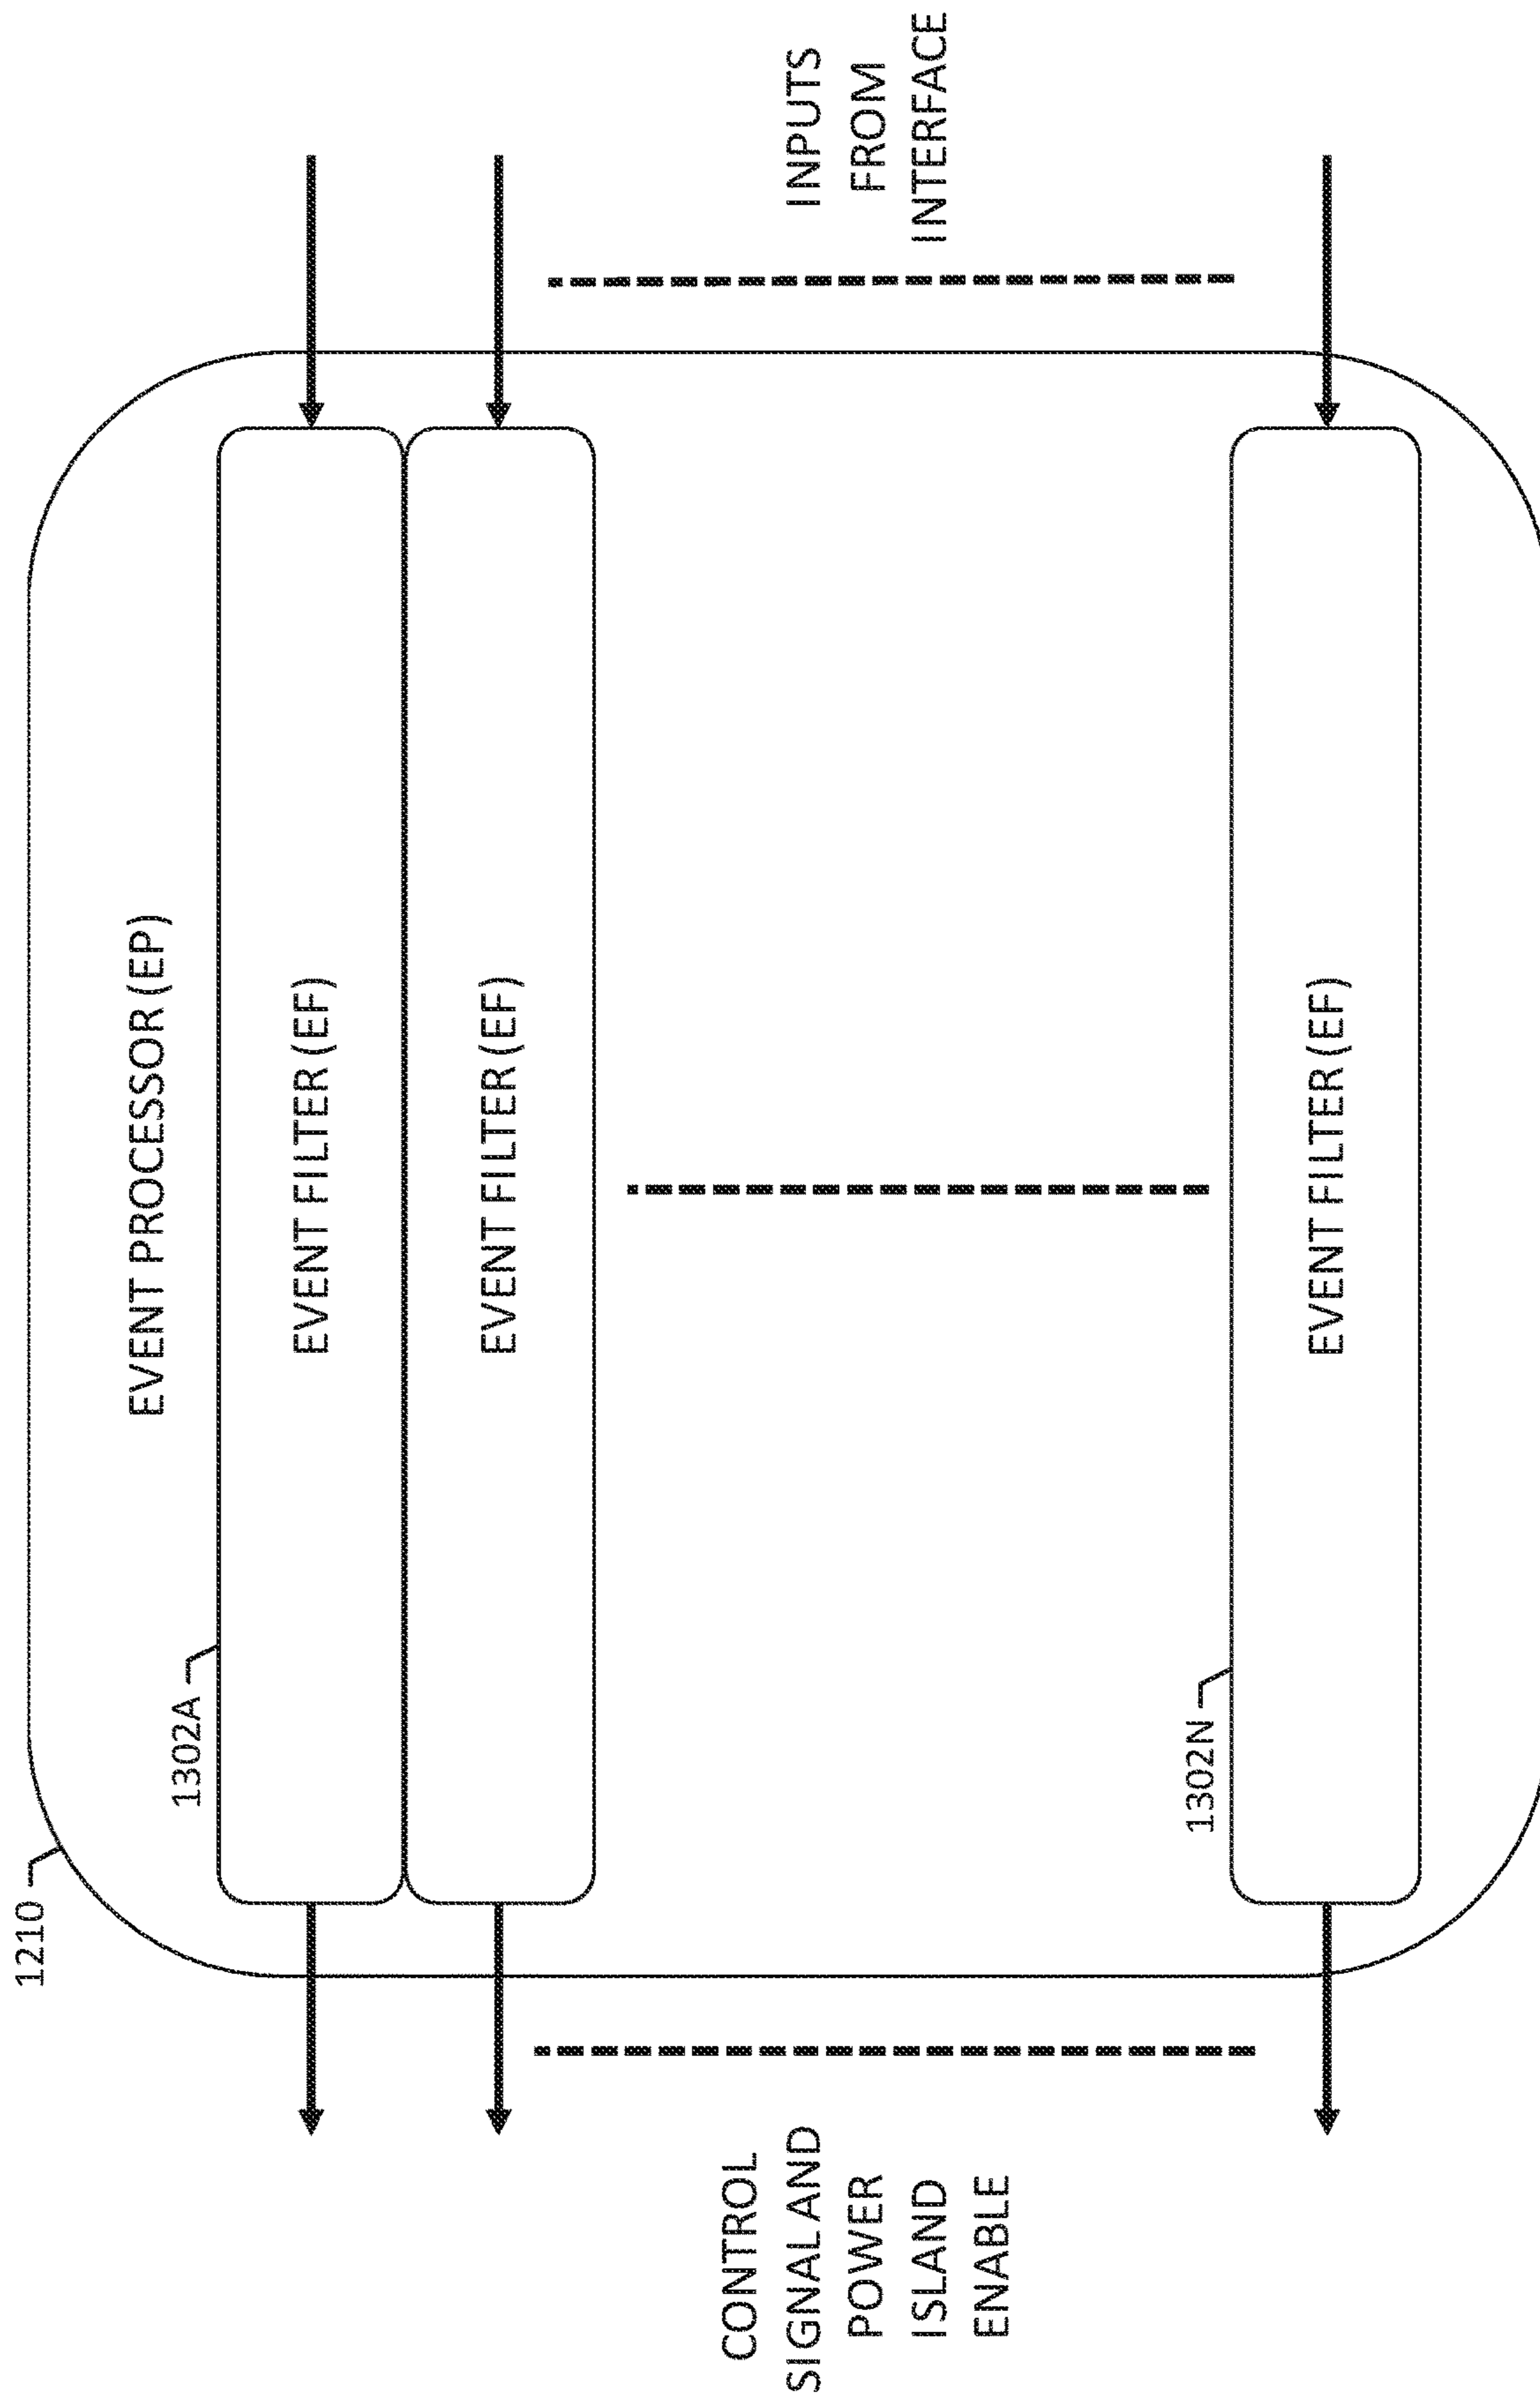 1210
EVENT PROCESSOR (EP)
1302A
EVENT FILTER (EF)
EVENT FILTER (EF)
CONTROL
SIGNAL AND
POWER
ISLAND
ENABLE
INPUTS
FROM
INTERFACE
1302N
EVENT FILTER (EF)